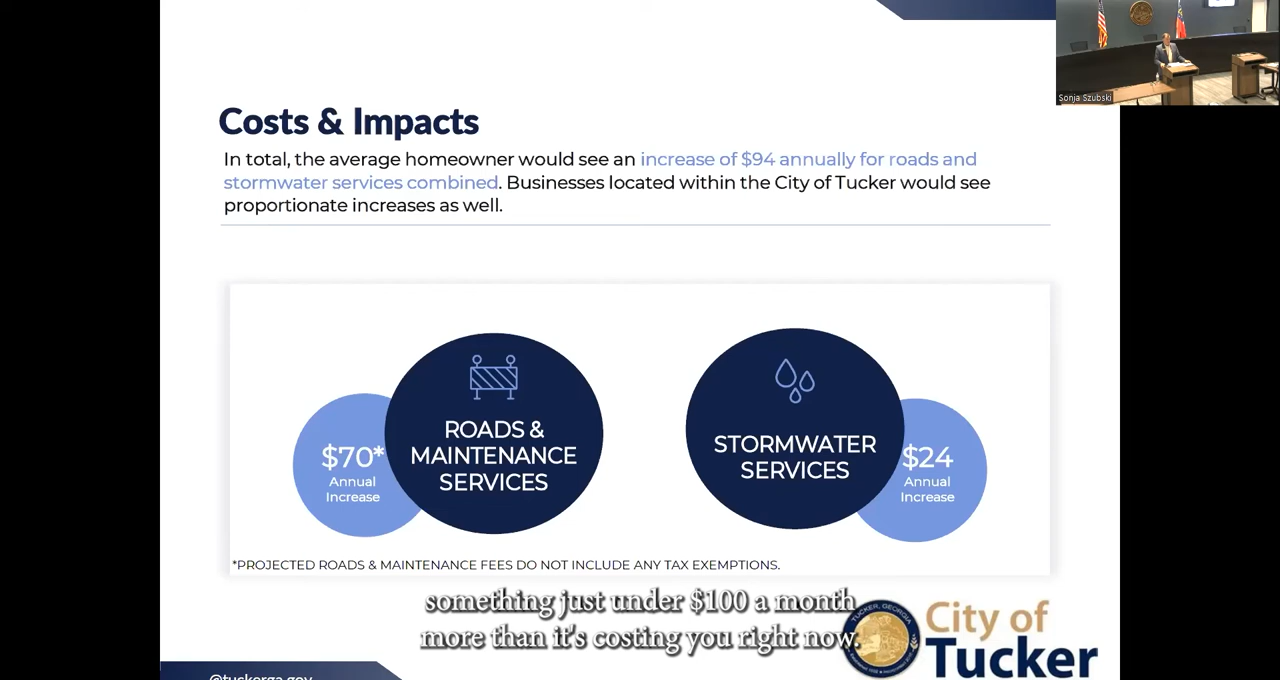 Sonja Szubski
Costs & Impacts
In total, the average homeowner would see an increase of $94 annually for roads and
stormwater services combined. Businesses located within the City of Tucker would see
proportionate increases as well.
$70*
Annual
Increase
ROADS &
MAINTENANCE
SERVICES
STORMWATER
SERVICES
$24
Annual
Increase
*PROJECTED ROADS & MAINTENANCE FEES DO NOT INCLUDE ANY TAX EXEMPTIONS.
something just under $100 a month
more than it's costing you right now.
TUCKER, GEORGIA
City of
Tucker
@tuckerga.gov